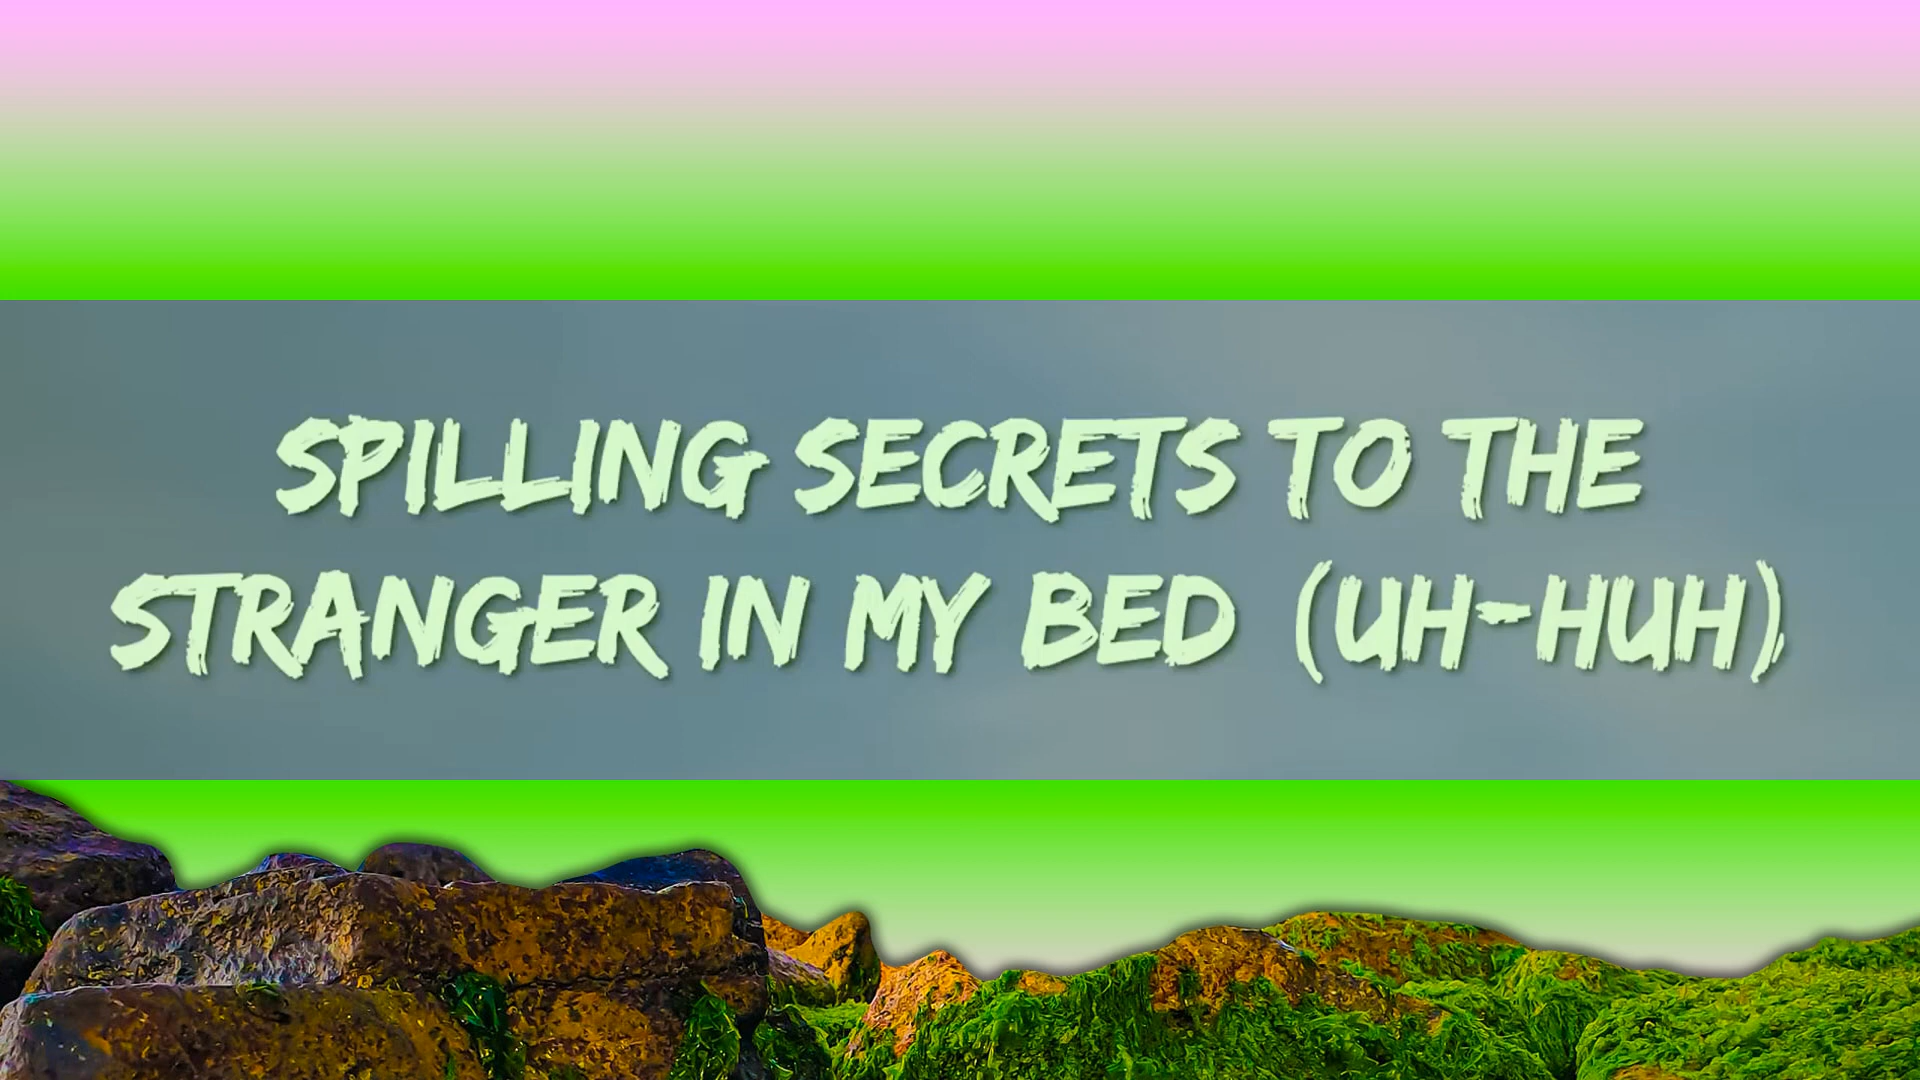 SPILLING SECRETS TO THE
STRANGER IN MY BED (UH-HUH)